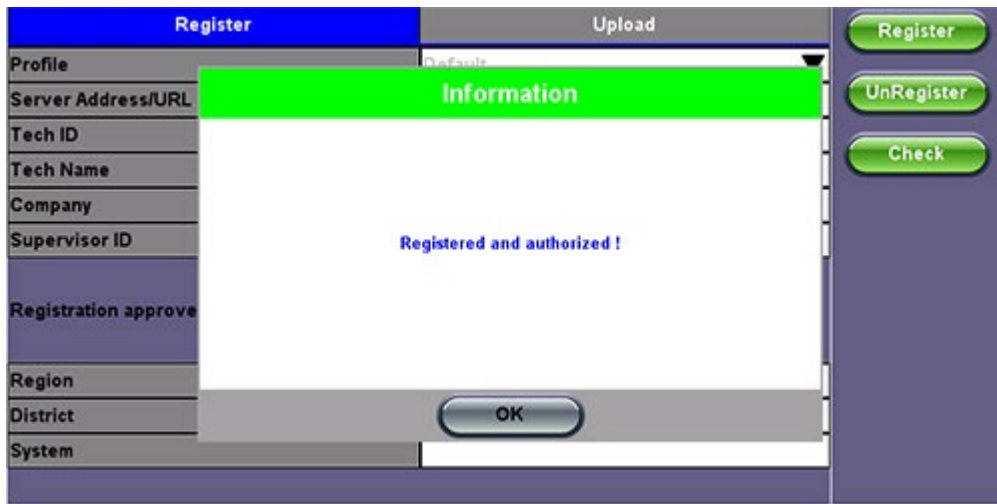 Register
Upload
Register
Profile
Default
Server Address/URL
Information
UnRegister
Tech ID
Tech Name
Check
Company
Supervisor ID
Registered and authorized !
Registration approve
Region
District
OK
System